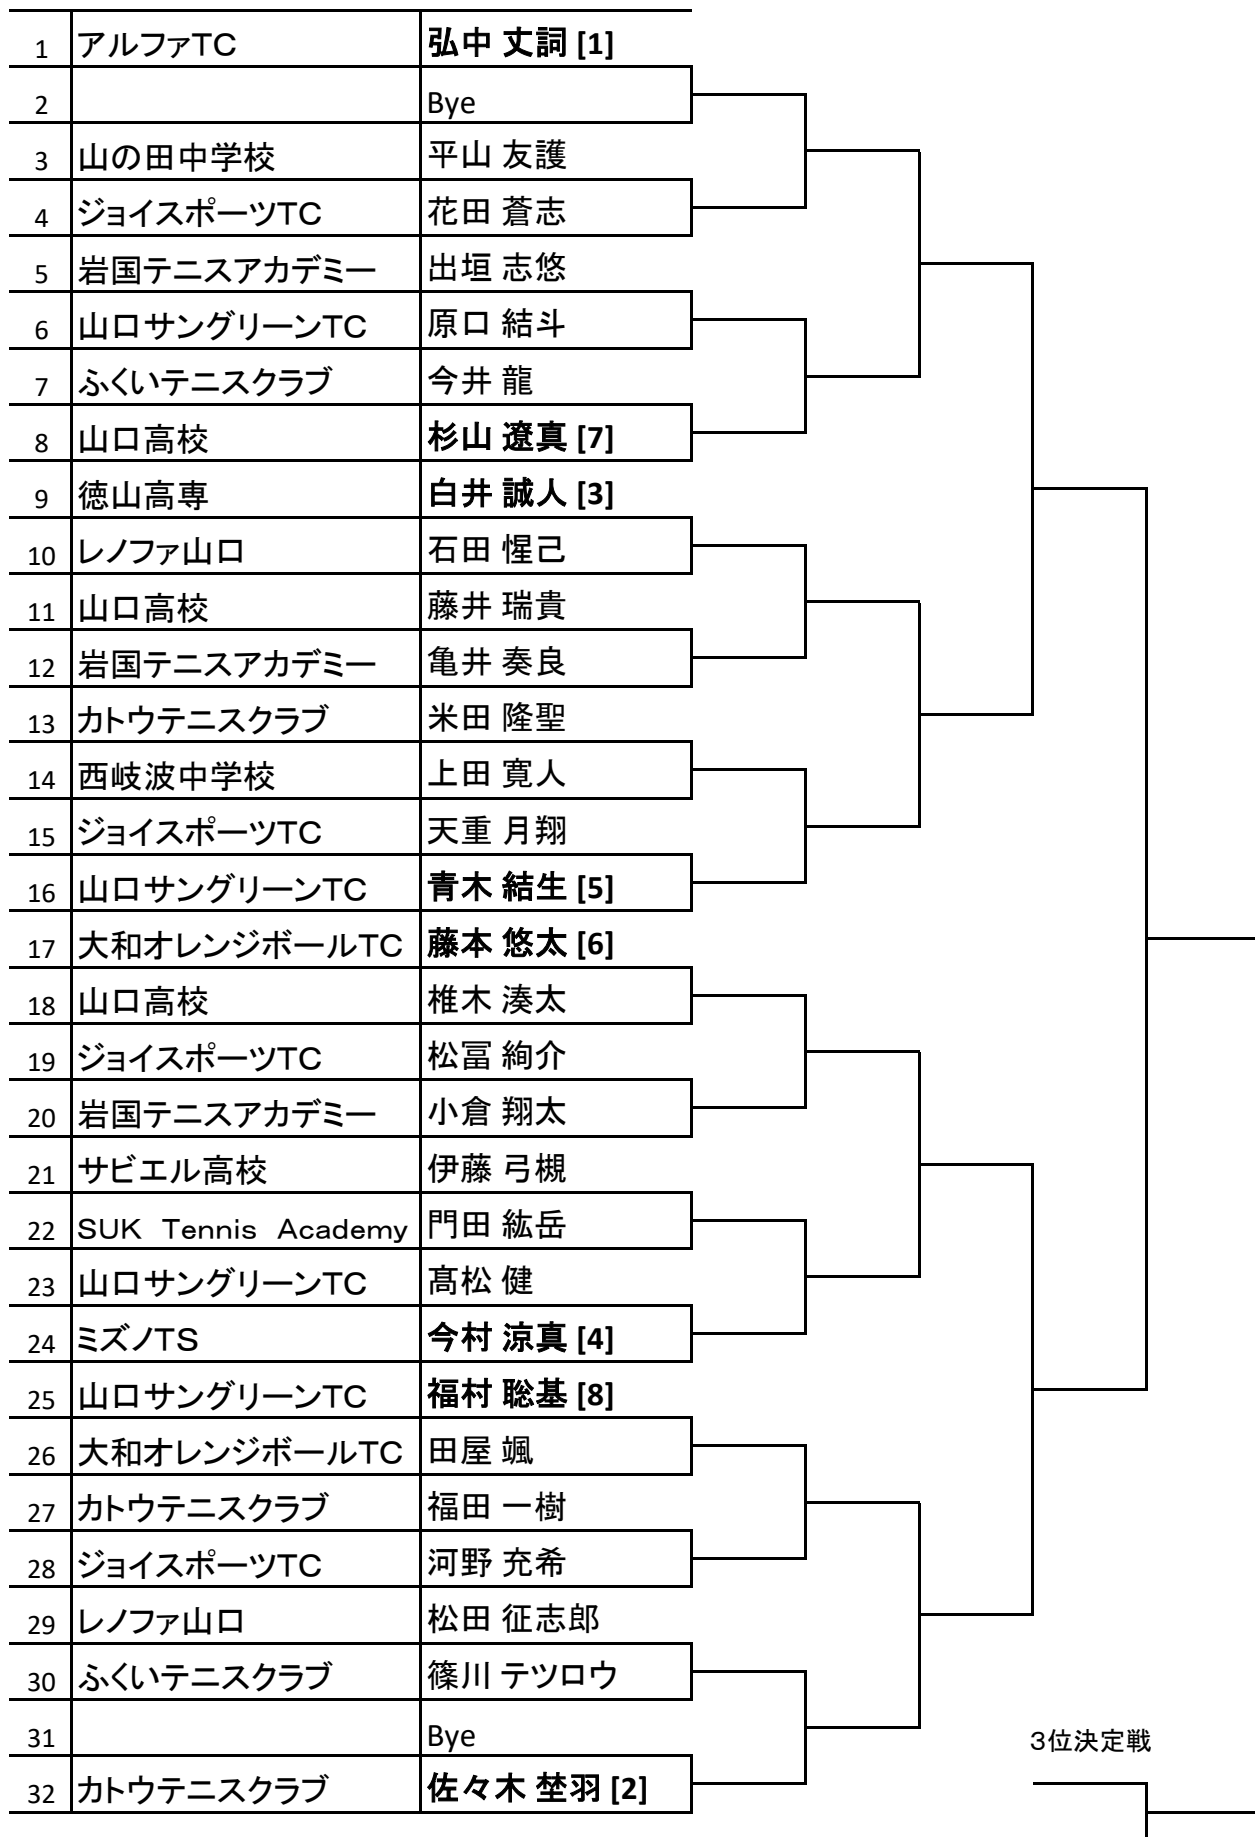 1 アルファTC 弘中 丈詞 [1]
2 Bye
3 山の田中学校 平山 友護
4 ジョイスポーツTC 花田 蒼志
5 岩国テニスアカデミー 出垣 志悠
6 山口サングリーンTC 原口 結斗
7 ふくいテニスクラブ 今井 龍
8 山口高校 杉山 遼真 [7]
9 徳山高専 白井 誠人 [3]
10 レノファ山口 石田 惺己
11 山口高校 藤井 瑞貴
12 岩国テニスアカデミー 亀井 奏良
13 カトウテニスクラブ 米田 隆聖
14 西岐波中学校 上田 寛人
15 ジョイスポーツTC 天重 月翔
16 山口サングリーンTC 青木 結生 [5]
17 大和オレンジボールTC 藤本 悠太 [6]
18 山口高校 椎木 湊太
19 ジョイスポーツTC 松冨 絢介
20 岩国テニスアカデミー 小倉 翔太
21 サビエル高校 伊藤 弓槻
22 SUK Tennis Academy 門田 紘岳
23 山口サングリーンTC 髙松 健
24 ミズノTS 今村 涼真 [4]
25 山口サングリーンTC 福村 聡基 [8]
26 大和オレンジボールTC 田屋 颯
27 カトウテニスクラブ 福田 一樹
28 ジョイスポーツTC 河野 充希
29 レノファ山口 松田 征志郎
30 ふくいテニスクラブ 篠川 テツロウ
31 Bye
3位決定戦
32 カトウテニスクラブ 佐々木 埜羽 [2]